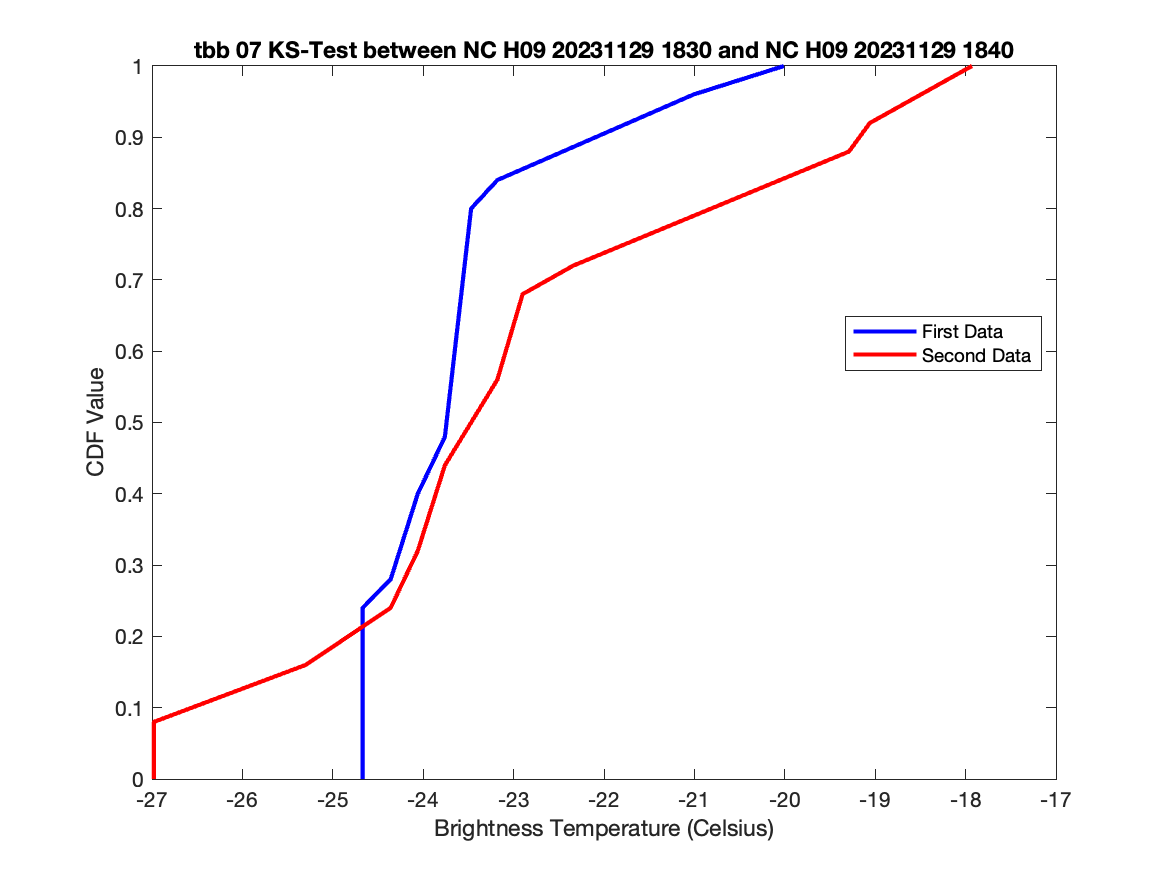 tbb 07 KS-Test between NC H09 20231129 1830 and NC H09 20231129 1840
1
0.9
0.8
0.7
0.6
0.5
0.4
0.3
0.2
0.1
0
CDF Value
First Data
Second Data
-27 -26 -25 -24 -23 -22 -21 -20 -19 -18 -17
Brightness Temperature (Celsius)